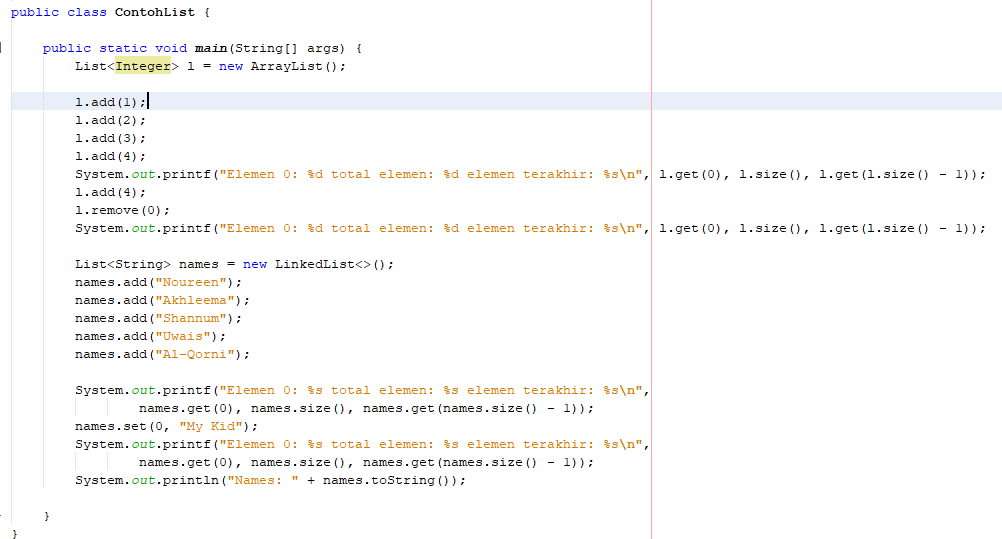 public class ContohList {
public static void main(String[] args) {
List<Integer> l = new ArrayList();
l.add(1);
l.add(2);
l.add(3);
l.add(4);
System.out.printf("Elemen 0: %d total elemen: %d elemen terakhir: %s\n", l.get(0), l.size(), l.get(l.size() - 1));
l.add(4);
l.remove(0);
System.out.printf("Elemen 0: %d total elemen: %d elemen terakhir: %s\n", l.get(0), l.size(), l.get(l.size() - 1));
List<String> names = new LinkedList<>();
names.add("Noureen");
names.add("Akhleema");
names.add("Shannum");
names.add("Uwais");
names.add("Al-Qorni");
System.out.printf("Elemen 0: %s total elemen: %s elemen terakhir: %s\n",
names.get(0), names.size(), names.get(names.size() - 1));
names.set(0, "My Kid");
System.out.printf("Elemen 0: %s total elemen: %s elemen terakhir: %s\n",
names.get(0), names.size(), names.get(names.size() - 1));
System.out.println("Names: " + names.toString());
}
}